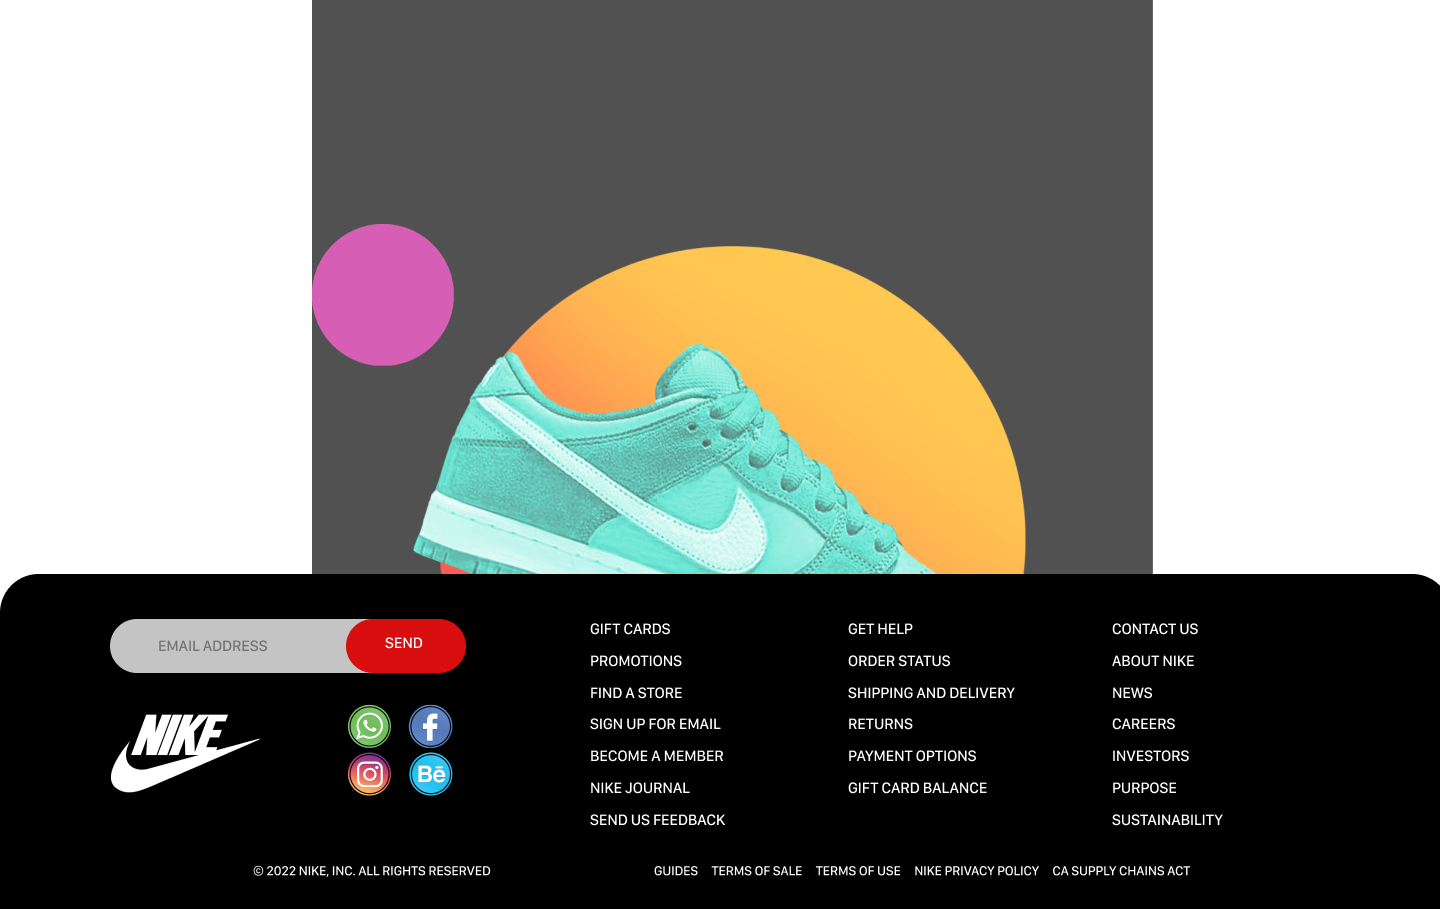 EMAIL ADDRESS
SEND
NIKE
Bē
GIFT CARDS
PROMOTIONS
FIND A STORE
SIGN UP FOR EMAIL
BECOME A MEMBER
NIKE JOURNAL
SEND US FEEDBACK
GET HELP
ORDER STATUS
SHIPPING AND DELIVERY
RETURNS
PAYMENT OPTIONS
GIFT CARD BALANCE
CONTACT US
ABOUT NIKE
NEWS
CAREERS
INVESTORS
PURPOSE
SUSTAINABILITY
© 2022 NIKE, INC. ALL RIGHTS RESERVED
GUIDES TERMS OF SALE TERMS OF USE NIKE PRIVACY POLICY CA SUPPLY CHAINS ACT